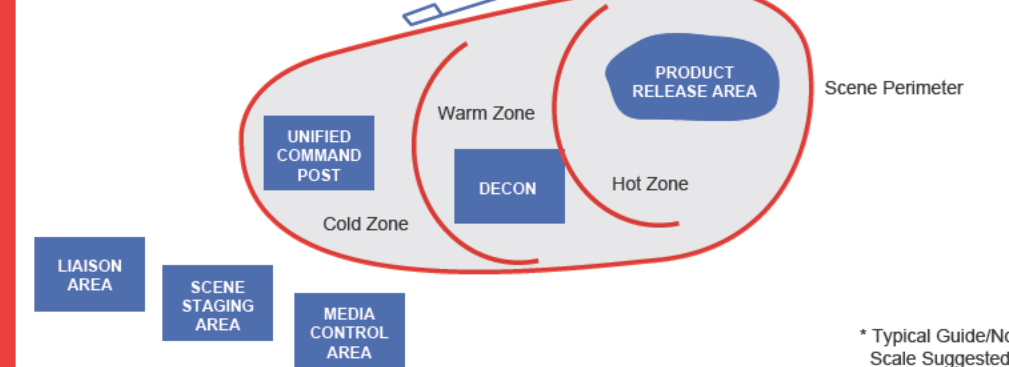 PRODUCT
RELEASE AREA
Scene Perimeter
Warm Zone
UNIFIED
COMMAND
POST
DECON
Hot Zone
Cold Zone
LIAISON
AREA
SCENE
STAGING
AREA
MEDIA
CONTROL
AREA
* Typical Guide/No
Scale Suggested